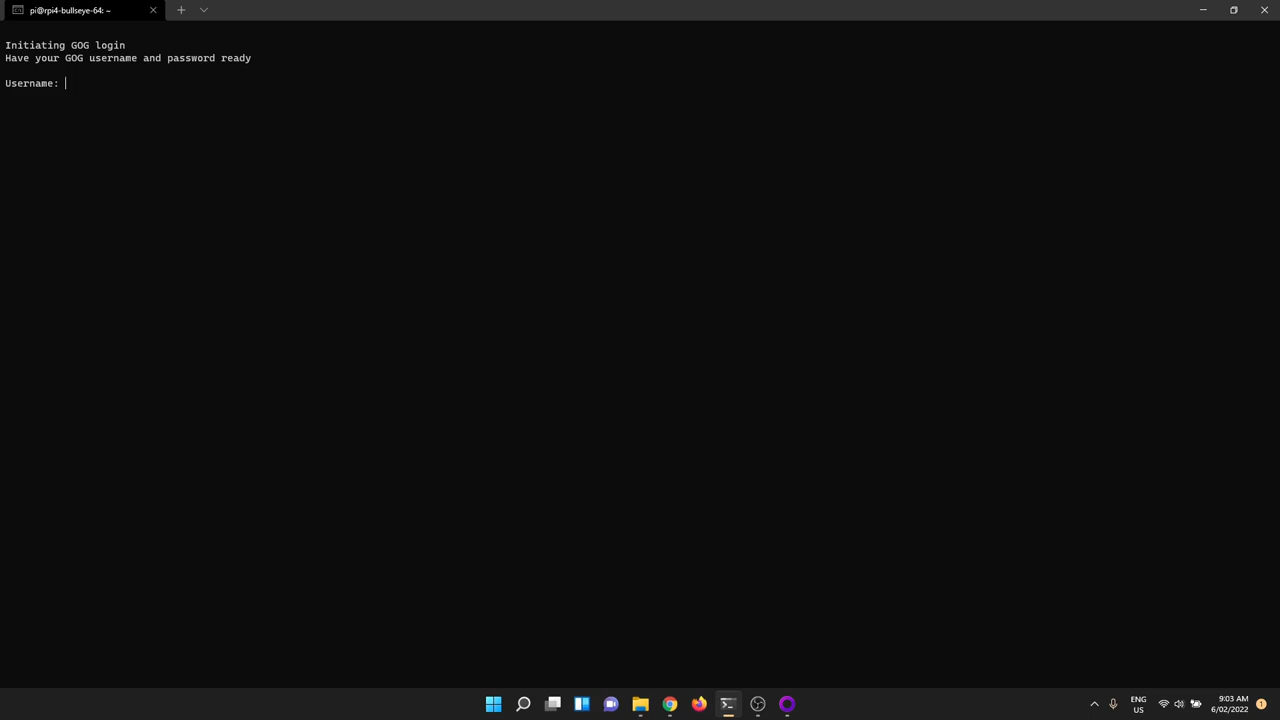 pi@rpi4-bullseye-64: ~
Initiating GOG login
Have your GOG username and password ready
Username:
ENG
US
9:03 AM
6/02/2022
1